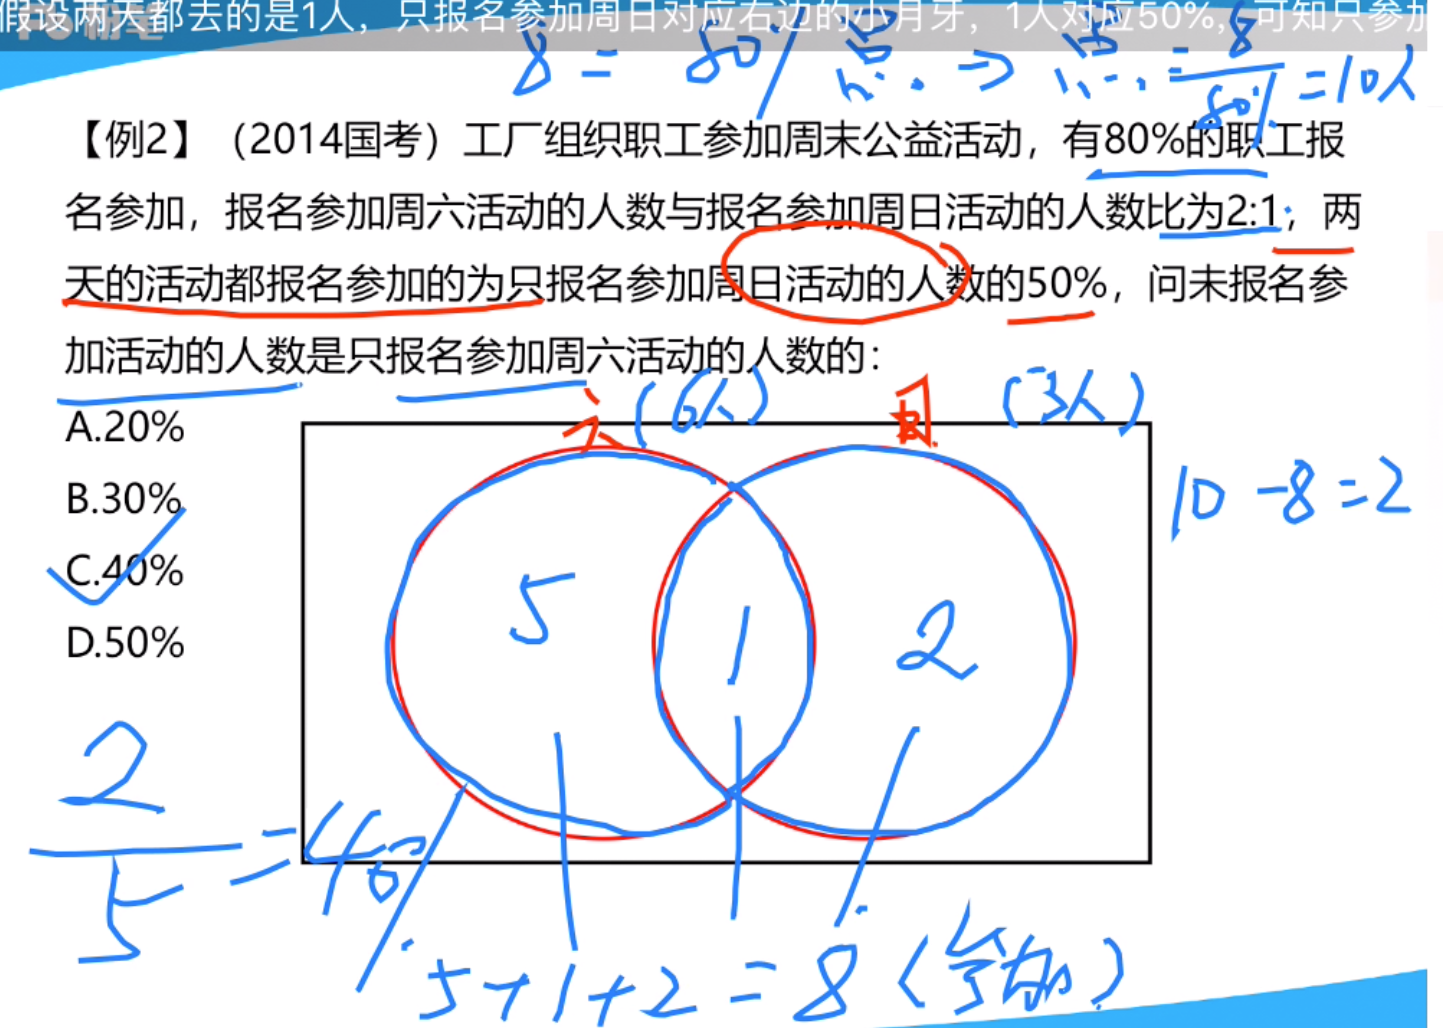 假设两天都去的是1人，只报名参加周日对应右边的小月牙，1人对应50%，可知只参加
8 = 80% 总. → 总. = 8/80% = 10人
【例2】（2014国考）工厂组织职工参加周末公益活动，有80%的职工报
名参加，报名参加周六活动的人数与报名参加周日活动的人数比为2:1，两
天的活动都报名参加的为只报名参加周日活动的人数的50%，问未报名参
加活动的人数是只报名参加周六活动的人数的：
六 (6人) 日 (3人)
A.20%
B.30%
C.40%
D.50%
10-8=2
5 1 2
2/5 = 40%
5+1+2=8 (参加)